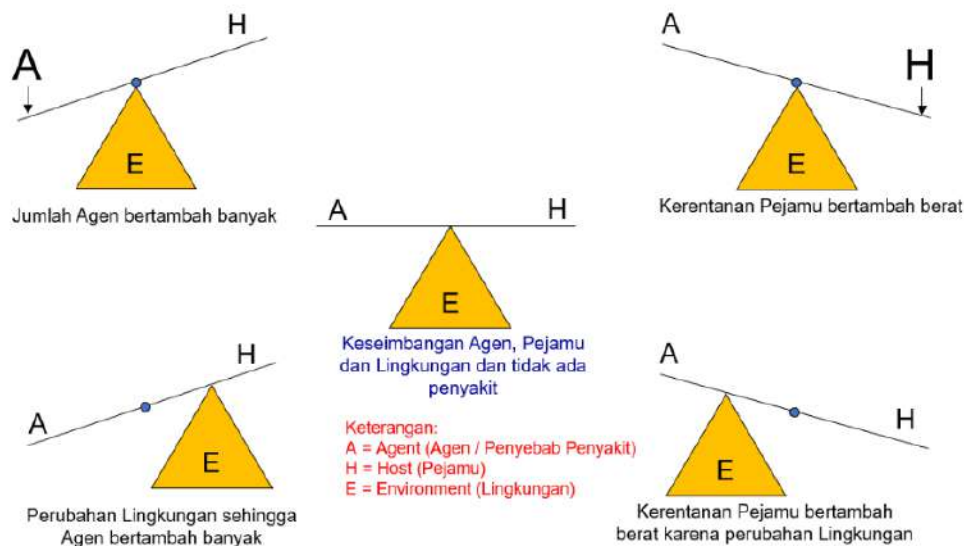 A
H
E
Jumlah Agen bertambah banyak
A
H
E
Kerentanan Pejamu bertambah berat
A
H
E
Keseimbangan Agen, Pejamu
dan Lingkungan dan tidak ada
penyakit
A
H
E
Perubahan Lingkungan sehingga
Agen bertambah banyak
Keterangan:
A = Agent (Agen / Penyebab Penyakit)
H = Host (Pejamu)
E = Environment (Lingkungan)
A
H
E
Kerentanan Pejamu bertambah
berat karena perubahan Lingkungan